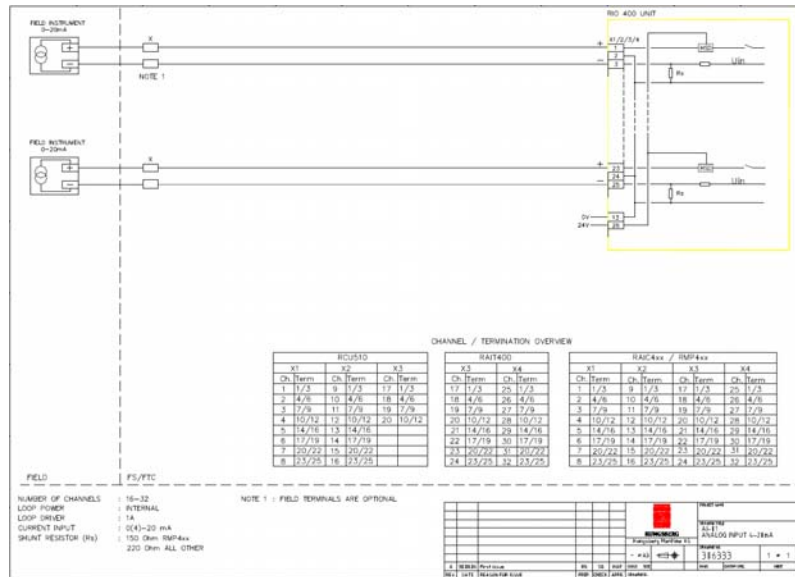 RIO 400 UNIT
FIELD INSTRUMENT
0-20mA
X
NOTE 1
X1/2/3/4
+ 1
2
- 3
Uin
Rs
FIELD INSTRUMENT
0-20mA
X
+ 23
24
- 25
Uin
Rs
0V 13
24V 26
CHANNEL / TERMINATION OVERVIEW
RCU510
X1 X2 X3
Ch. Term Ch. Term Ch. Term
1 1/3 9 1/3 17 1/3
2 4/6 10 4/6 18 4/6
3 7/9 11 7/9 19 7/9
4 10/12 12 10/12 20 10/12
5 14/16 13 14/16
6 17/19 14 17/19
7 20/22 15 20/22
8 23/25 16 23/25
RAIT400
X3 X4
Ch. Term Ch. Term
17 1/3 25 1/3
18 4/6 26 4/6
19 7/9 27 7/9
20 10/12 28 10/12
21 14/16 29 14/16
22 17/19 30 17/19
23 20/22 31 20/22
24 23/25 32 23/25
RAIC4xx / RMP4xx
X1 X2 X3 X4
Ch. Term Ch. Term Ch. Term Ch. Term
1 1/3 9 1/3 17 1/3 25 1/3
2 4/6 10 4/6 18 4/6 26 4/6
3 7/9 11 7/9 19 7/9 27 7/9
4 10/12 12 10/12 20 10/12 28 10/12
5 14/16 13 14/16 21 14/16 29 14/16
6 17/19 14 17/19 22 17/19 30 17/19
7 20/22 15 20/22 23 20/22 31 20/22
8 23/25 16 23/25 24 23/25 32 23/25
FIELD
FS/FTC
NUMBER OF CHANNELS : 16-32
LOOP POWER : INTERNAL
LOOP DRIVER : 1A
CURRENT INPUT : 0(4)-20 mA
SHUNT RESISTOR (Rs) : 150 Ohm RMP4xx
220 Ohm ALL OTHER
NOTE 1 : FIELD TERMINALS ARE OPTIONAL
KONGSBERG
Kongsberg Maritime AS
ANALOG INPUT 4-20mA
316333
First issue
REASON FOR ISSUE